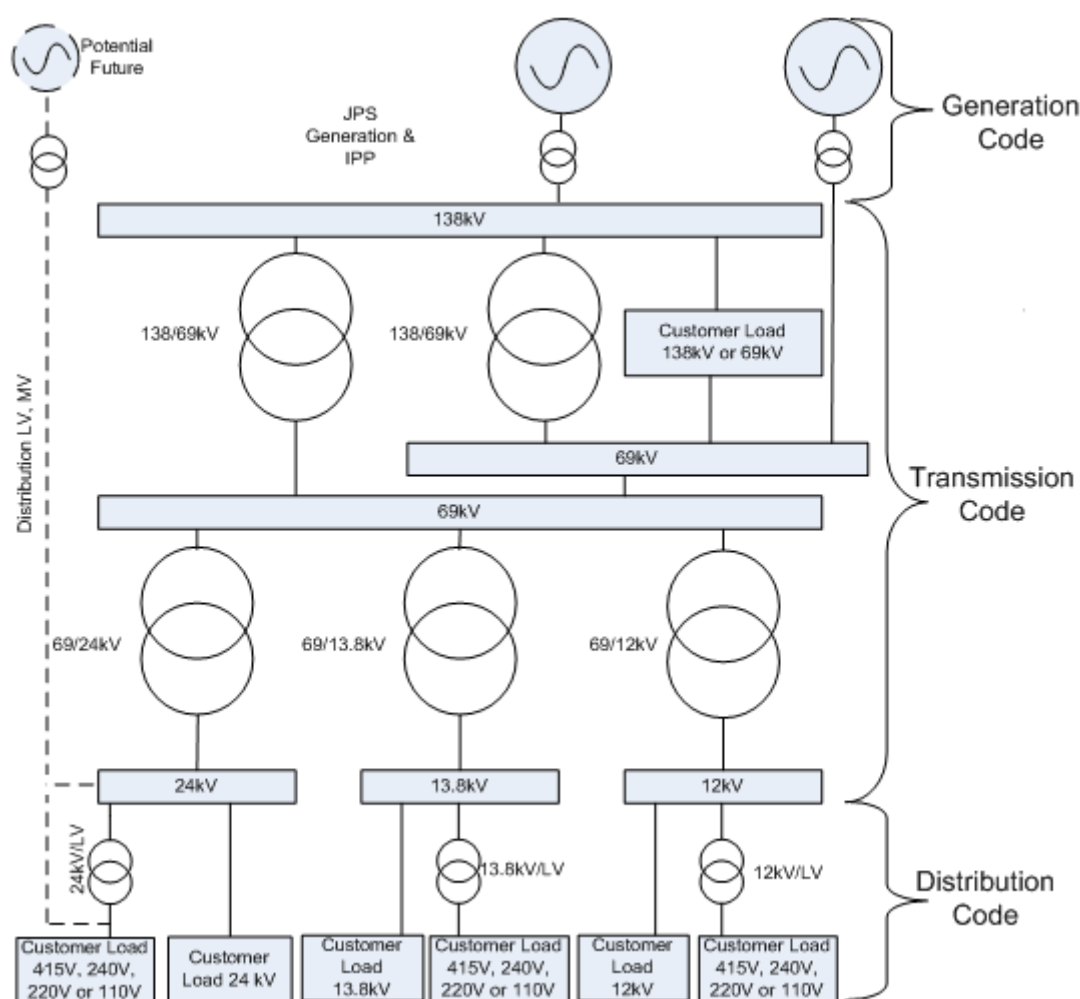 Potential
Future
JPS
Generation &
IPP
Generation
Code
138kV
138/69kV
138/69kV
Customer Load
138kV or 69kV
Distribution LV, MV
69kV
69kV
Transmission
Code
69/24kV
69/13.8kV
69/12kV
24kV
13.8kV
12kV
24kV/LV
13.8kV/LV
12kV/LV
Distribution
Code
Customer Load
415V, 240V,
220V or 110V
Customer
Load 24 kV
Customer
Load
13.8kV
Customer Load
415V, 240V,
220V or 110V
Customer
Load
12kV
Customer Load
415V, 240V,
220V or 110V